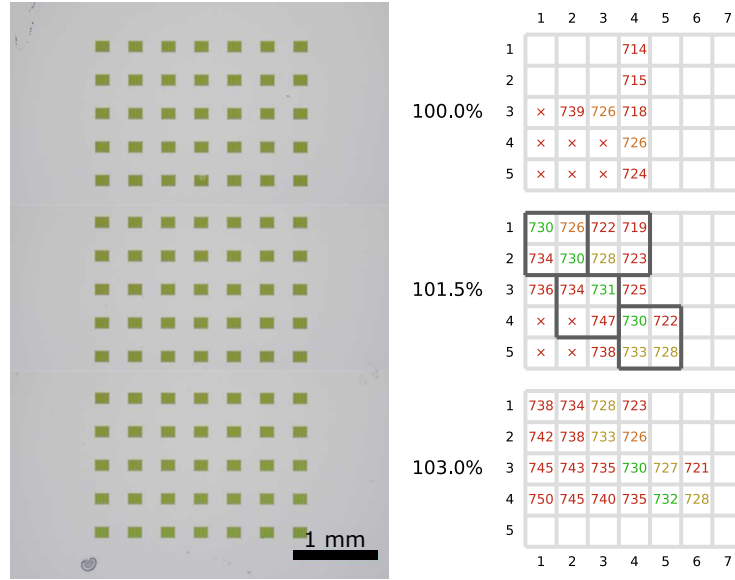 1 2 3 4 5 6 7
1 714
2 715
100.0%
3 × 739 726 718
4 × × × 726
5 × × × 724
1 730 726 722 719
2 734 730 728 723
101.5%
3 736 734 731 725
4 × × 747 730 722
5 × × 738 733 728
1 738 734 728 723
2 742 738 733 726
103.0%
3 745 743 735 730 727 721
4 750 745 740 735 732 728
5
1 2 3 4 5 6 7
1 mm